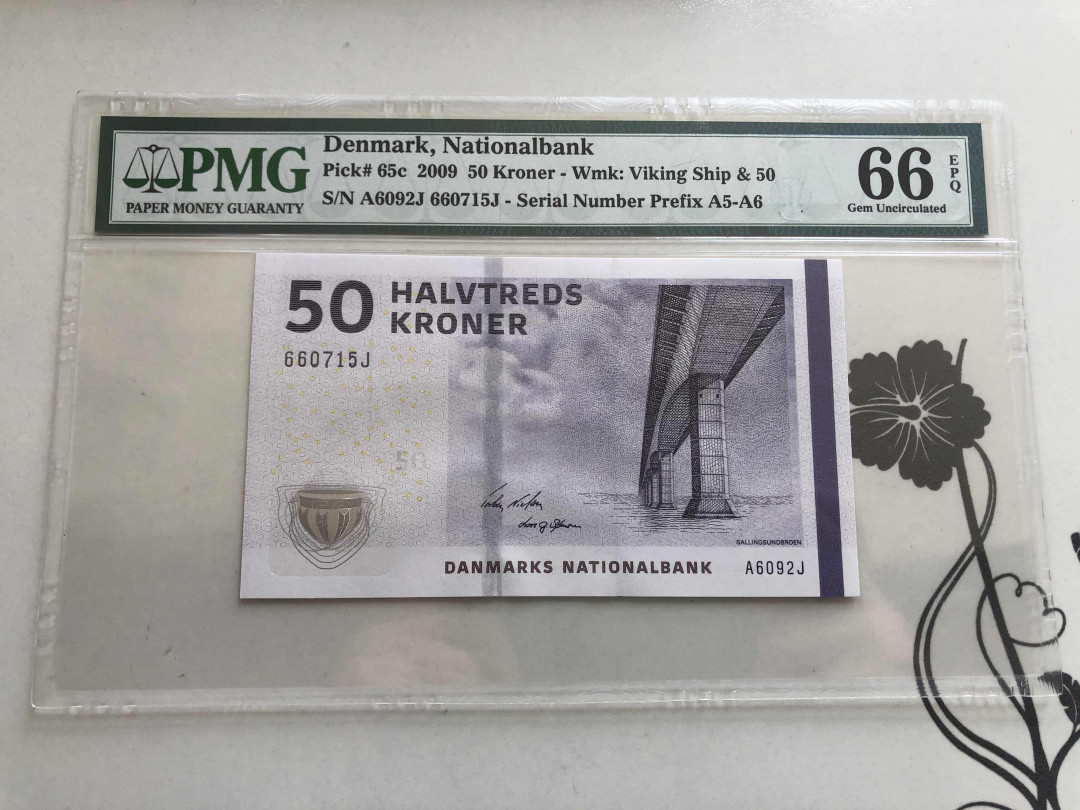 PMG
PAPER MONEY GUARANTY
Denmark, Nationalbank
Pick# 65c 2009 50 Kroner - Wmk: Viking Ship & 50
S/N A6092J 660715J - Serial Number Prefix A5-A6
66 EPQ
Gem Uncirculated
50 HALVTREDS
KRONER
660715J
50
SALLINGSUNDBROEN
DANMARKS NATIONALBANK A6092J